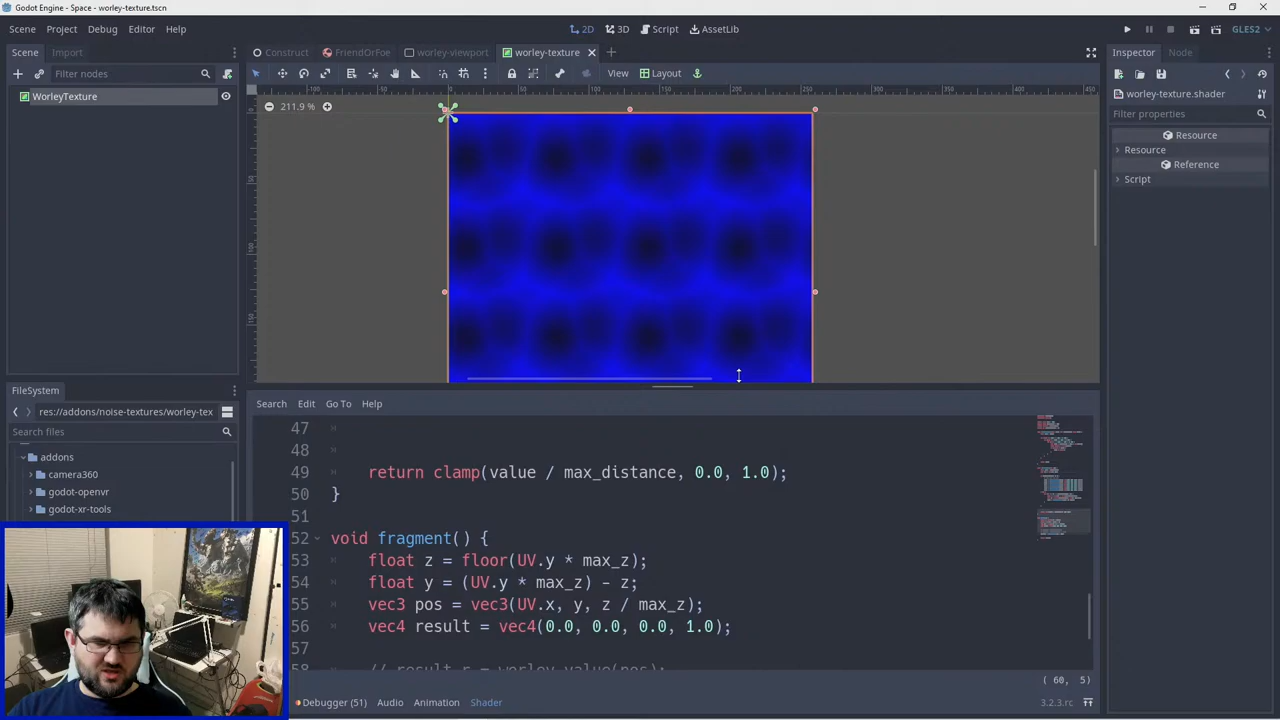 Godot Engine - Space - worley-texture.tscn
Scene Project Debug Editor Help
2D 3D Script AssetLib
GLES2
Scene Import
Construct FriendOrFoe worley-viewport worley-texture
Inspector Node
Filter nodes
View Layout
WorleyTexture
211.9 %
worley-texture.shader
Filter properties
Resource
Resource
Reference
Script
FileSystem
res://addons/noise-textures/worley-tex
Search files
addons
camera360
godot-openvr
godot-xr-tools
Search Edit Go To Help
47
48
49 return clamp(value / max_distance, 0.0, 1.0);
50 }
51
52 void fragment() {
53 float z = floor(UV.y * max_z);
54 float y = (UV.y * max_z) - z;
55 vec3 pos = vec3(UV.x, y, z / max_z);
56 vec4 result = vec4(0.0, 0.0, 0.0, 1.0);
57
58 // result.r = worley_value(pos);
( 60, 5)
Debugger (51) Audio Animation Shader
3.2.3.rc